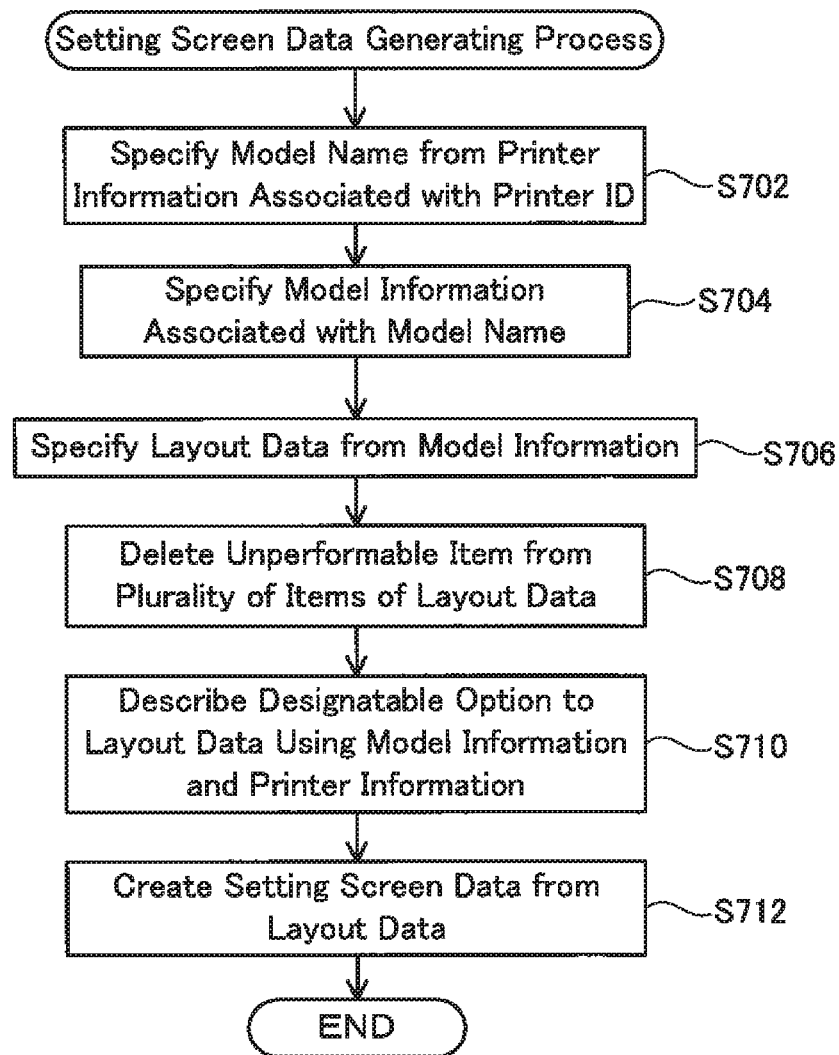 Setting Screen Data Generating Process
Specify Model Name from Printer
Information Associated with Printer ID
S702
Specify Model Information
Associated with Model Name
S704
Specify Layout Data from Model Information
S706
Delete Unperformable Item from
Plurality of Items of Layout Data
S708
Describe Designatable Option to
Layout Data Using Model Information
and Printer Information
S710
Create Setting Screen Data from
Layout Data
S712
END